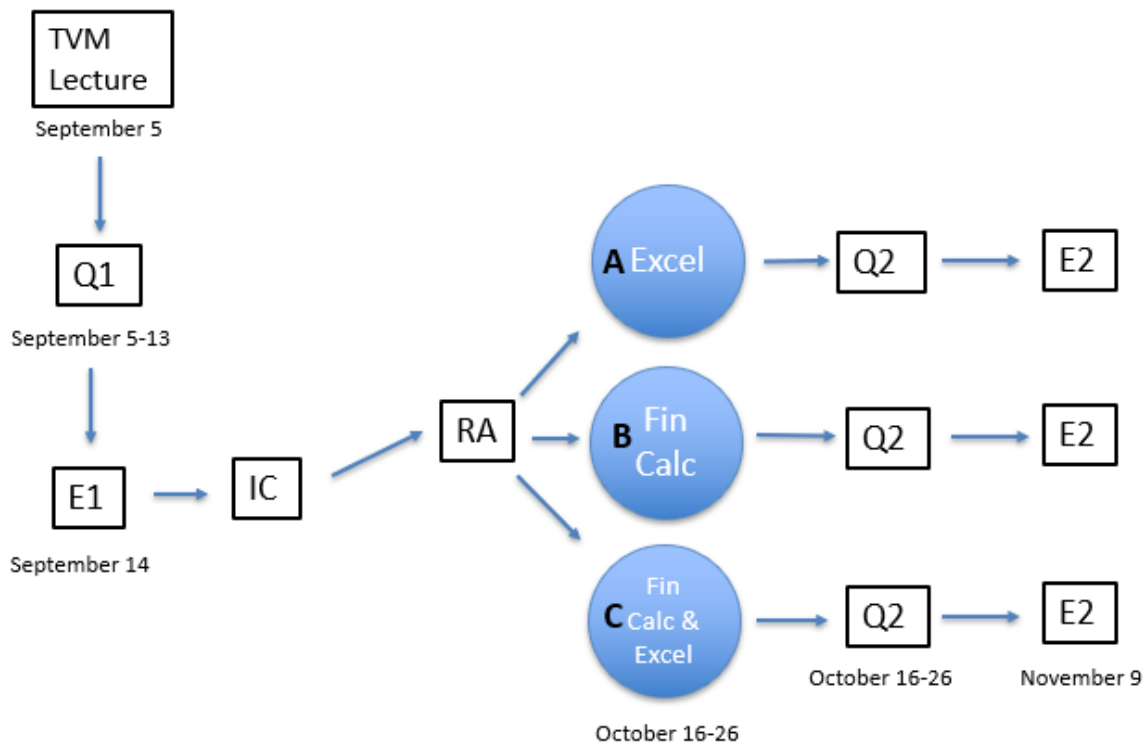 TVM
Lecture
September 5
Q1
September 5-13
E1
September 14
IC
RA
A Excel
Q2
E2
B Fin
Calc
Q2
E2
C Fin
Calc &
Excel
October 16-26
Q2
October 16-26
E2
November 9